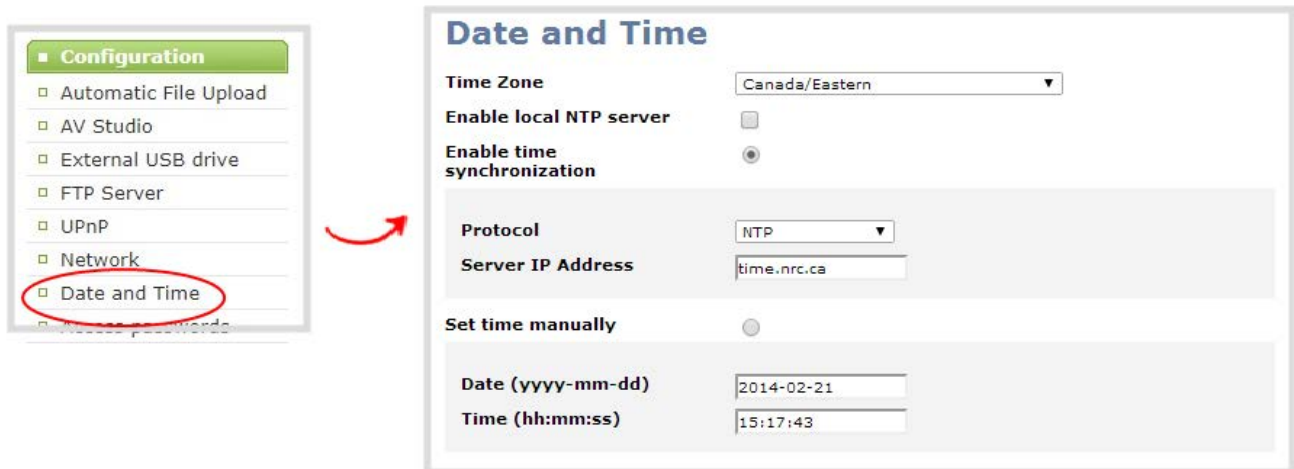 Configuration
Automatic File Upload
AV Studio
External USB drive
FTP Server
UPnP
Network
Date and Time
Access passwords
Date and Time
Time Zone
Canada/Eastern
Enable local NTP server
Enable time
synchronization
Protocol
NTP
Server IP Address
time.nrc.ca
Set time manually
Date (yyyy-mm-dd)
2014-02-21
Time (hh:mm:ss)
15:17:43